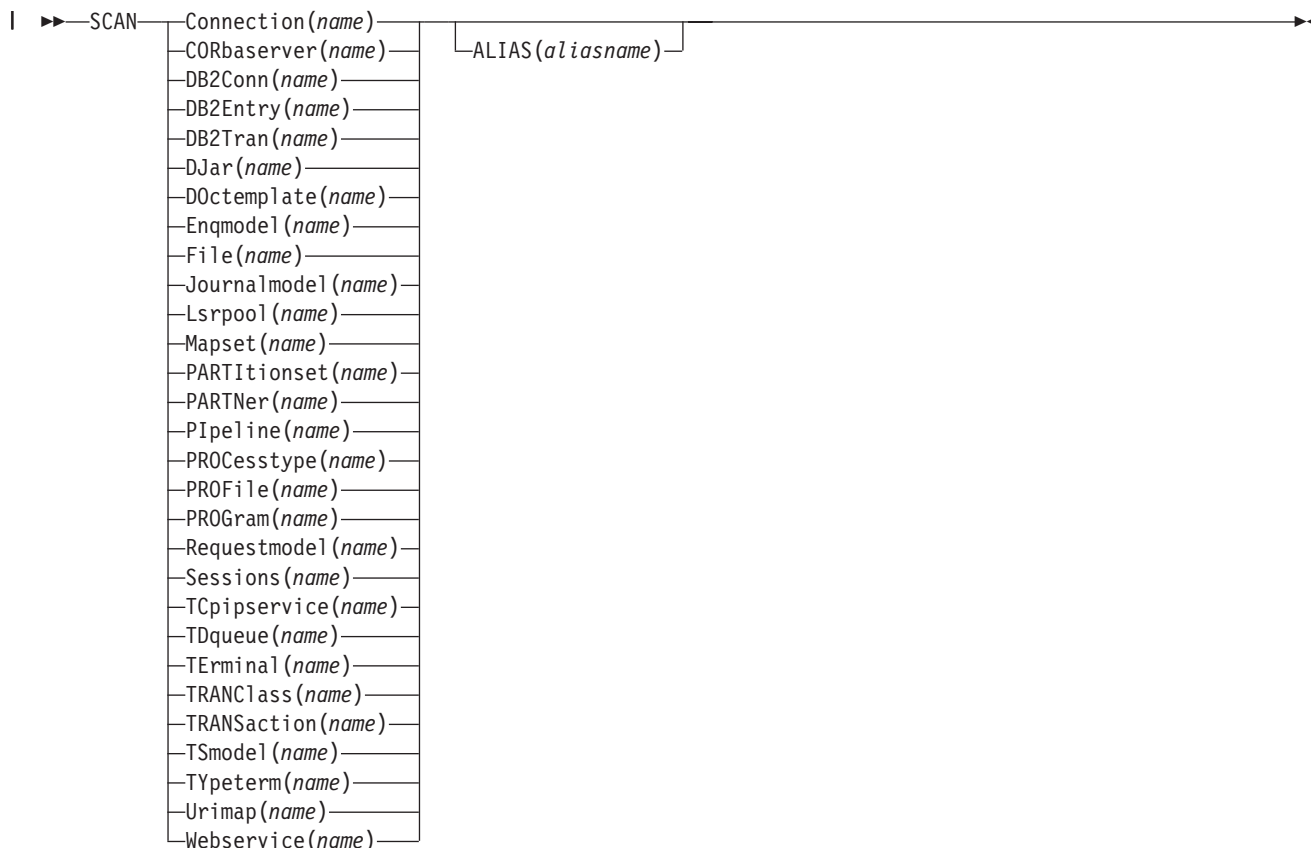 SCAN Connection(name)
CORbaserver(name) ALIAS(aliasname)
DB2Conn(name)
DB2Entry(name)
DB2Tran(name)
DJar(name)
DOctemplate(name)
Enqmodel(name)
File(name)
Journalmodel(name)
Lsrpool(name)
Mapset(name)
PARTItionset(name)
PARTNer(name)
PIpeline(name)
PROCesstype(name)
PROFile(name)
PROGram(name)
Requestmodel(name)
Sessions(name)
TCpipservice(name)
TDqueue(name)
TErminal(name)
TRANClass(name)
TRANSaction(name)
TSmodel(name)
TYpeterm(name)
Urimap(name)
Webservice(name)